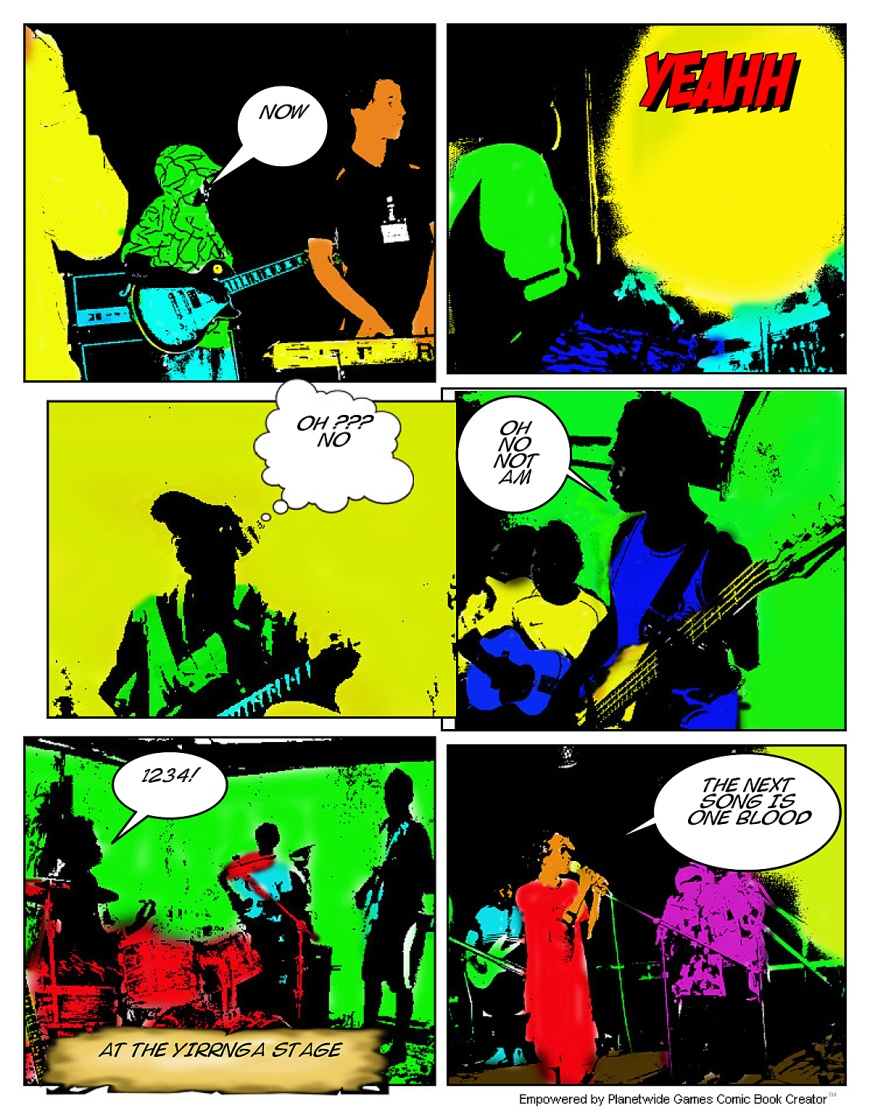 NOW
YEAHH
OH ???
NO
OH
NO
NOT
AM
1234!
AT THE YIRRNGA STAGE
THE NEXT
SONG IS
ONE BLOOD
Empowered by Planetwide Games Comic Book Creator™